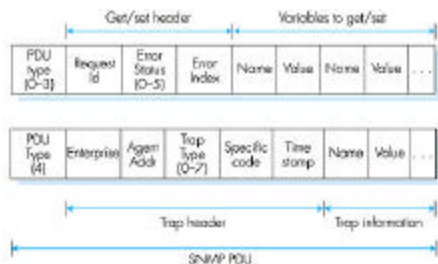 Get/set header
Variables to get/set
PDU type (0–3)
Request Id
Error Status (0–5)
Error Index
Name
Value
Name
Value
...
PDU Type (4)
Enterprise
Agent Addr
Trap Type (0–7)
Specific code
Time stamp
Name
Value
...
Trap header
Trap information
SNMP PDU